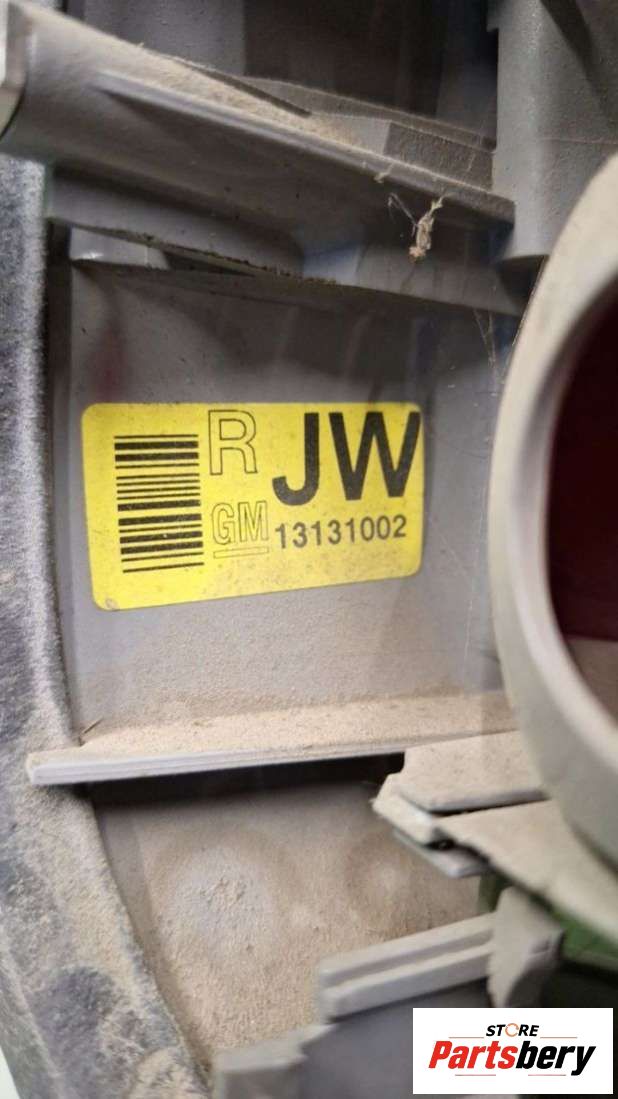 R JW
GM 13131002
STORE
Partsbery